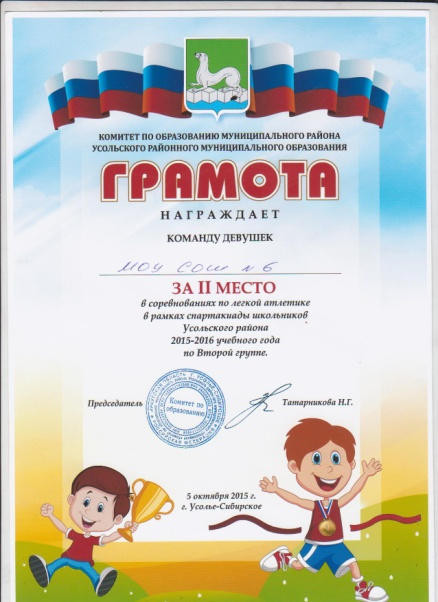 КОМИТЕТ ПО ОБРАЗОВАНИЮ МУНИЦИПАЛЬНОГО РАЙОНА
УСОЛЬСКОГО РАЙОННОГО МУНИЦИПАЛЬНОГО ОБРАЗОВАНИЯ
ГРАМОТА
НАГРАЖДАЕТ
КОМАНДУ ДЕВУШЕК
МОУ СОШ №6
ЗА II МЕСТО
в соревнованиях по легкой атлетике
в рамках спартакиады школьников
Усольского района
2015-2016 учебного года
по Второй группе.
Председатель
Комитет по
образованию
Татарникова Н.Г.
5 октября 2015 г.
г. Усолье-Сибирское